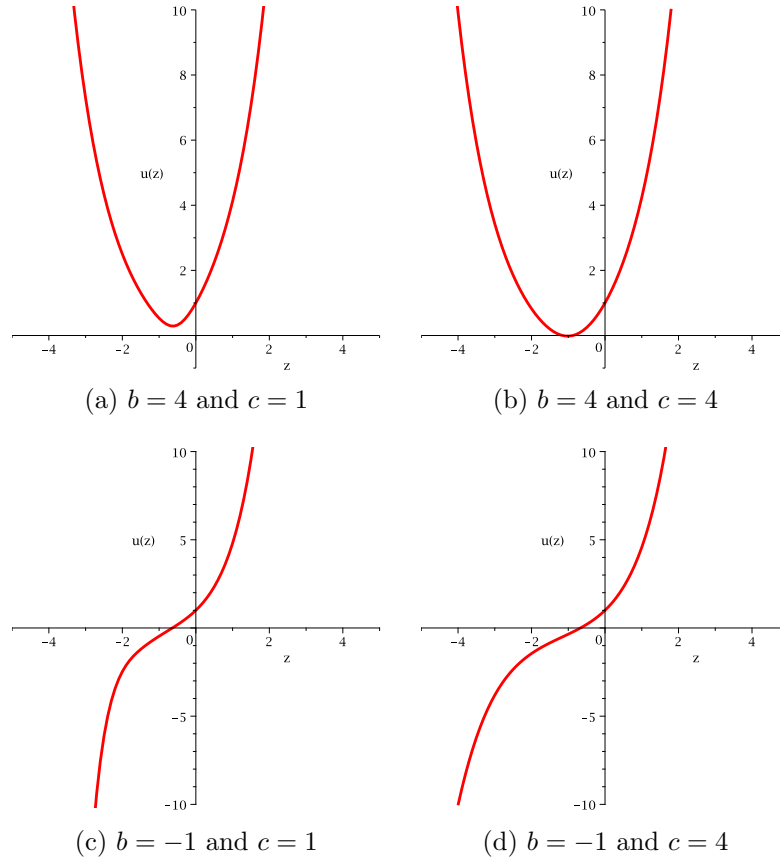 10
8
6
u(z)
4
2
-4 -2 0 2 4
z
(a) b = 4 and c = 1
10
8
6
u(z)
4
2
-4 -2 0 2 4
z
(b) b = 4 and c = 4
10
u(z) 5
-4 -2 0 2 4
z
-5
-10
(c) b = −1 and c = 1
10
u(z) 5
-4 -2 0 2 4
z
-5
-10
(d) b = −1 and c = 4